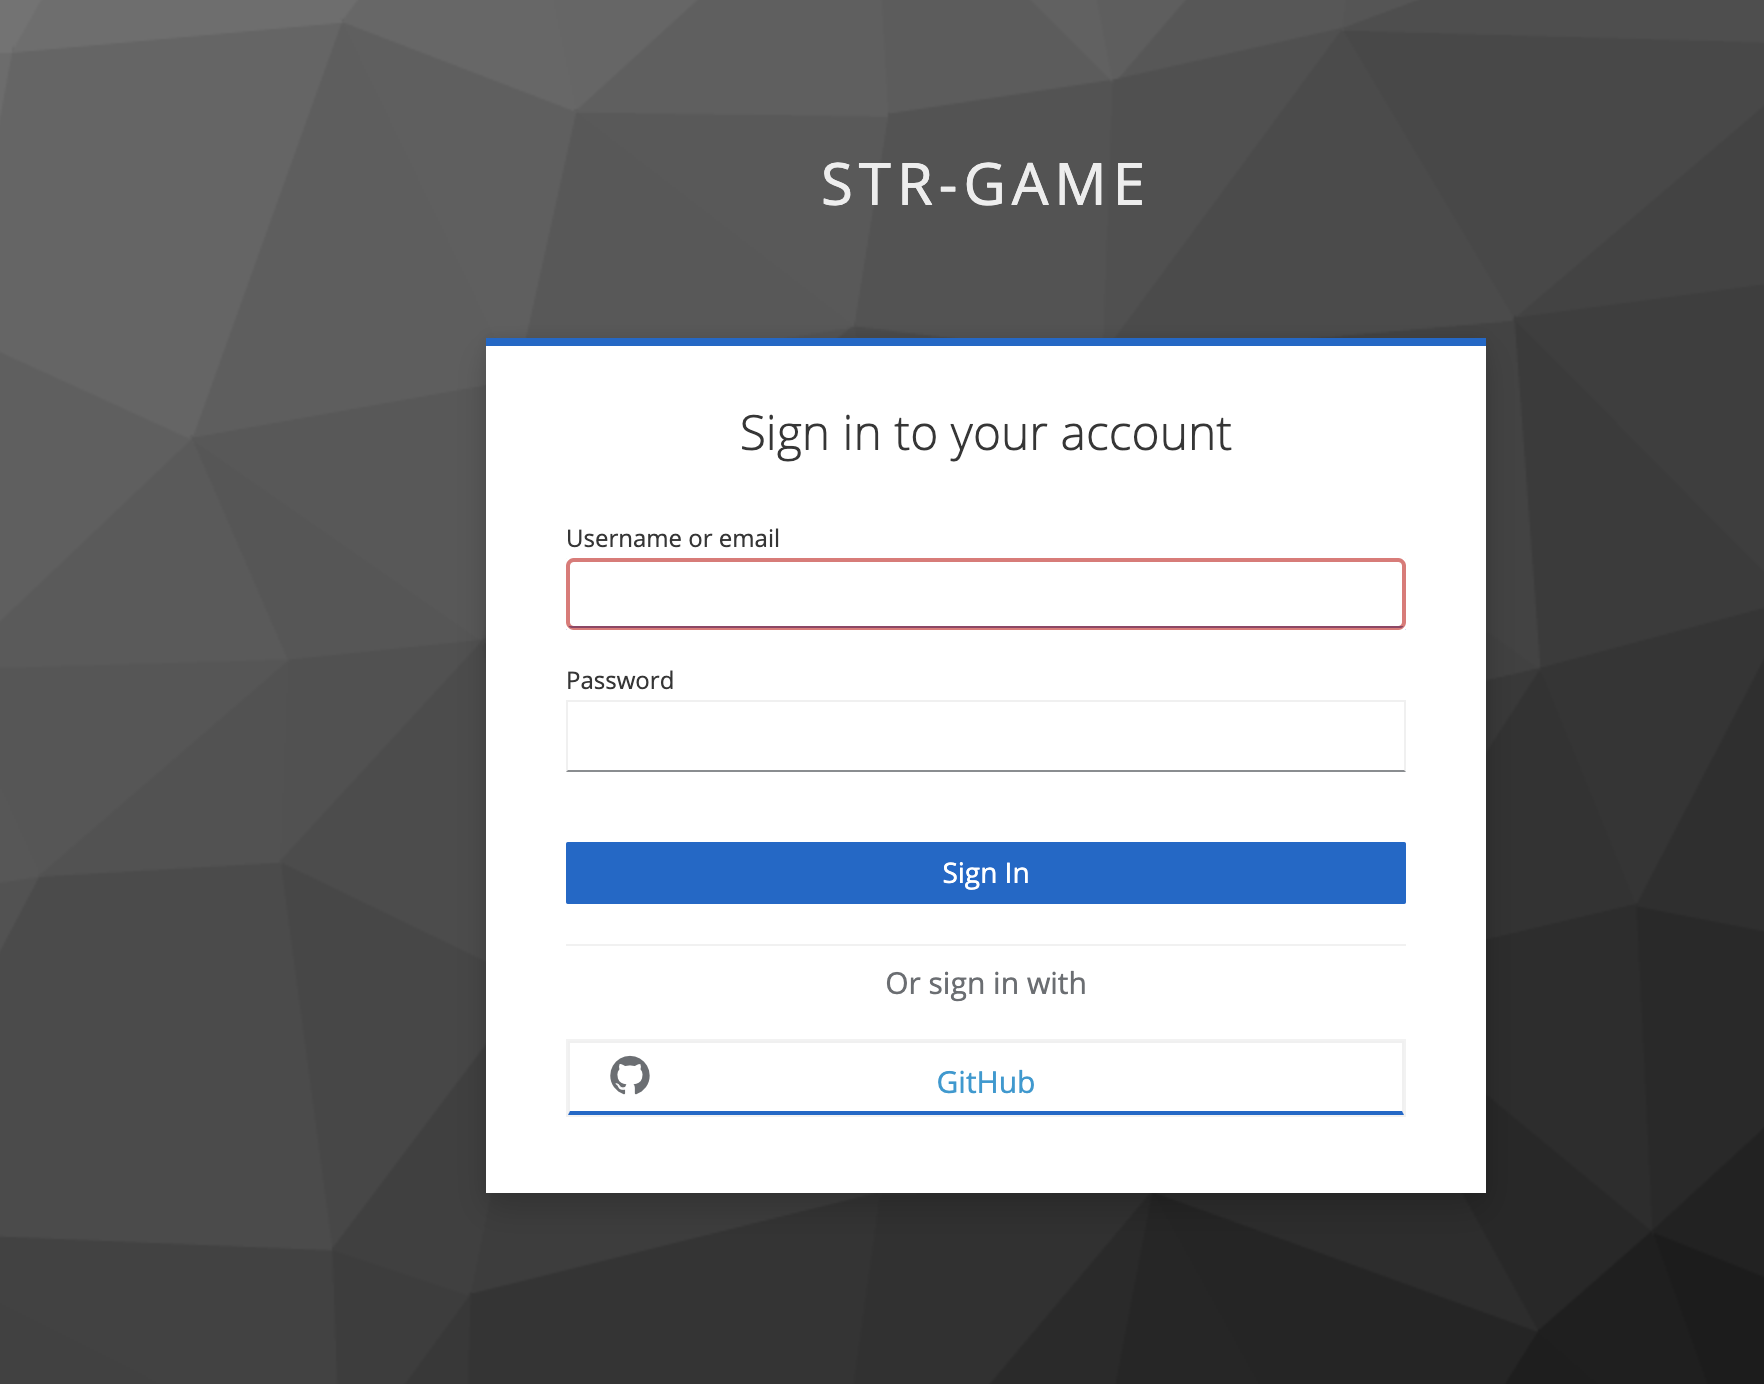 STR-GAME
Sign in to your account
Username or email
Password
Sign In
Or sign in with
GitHub